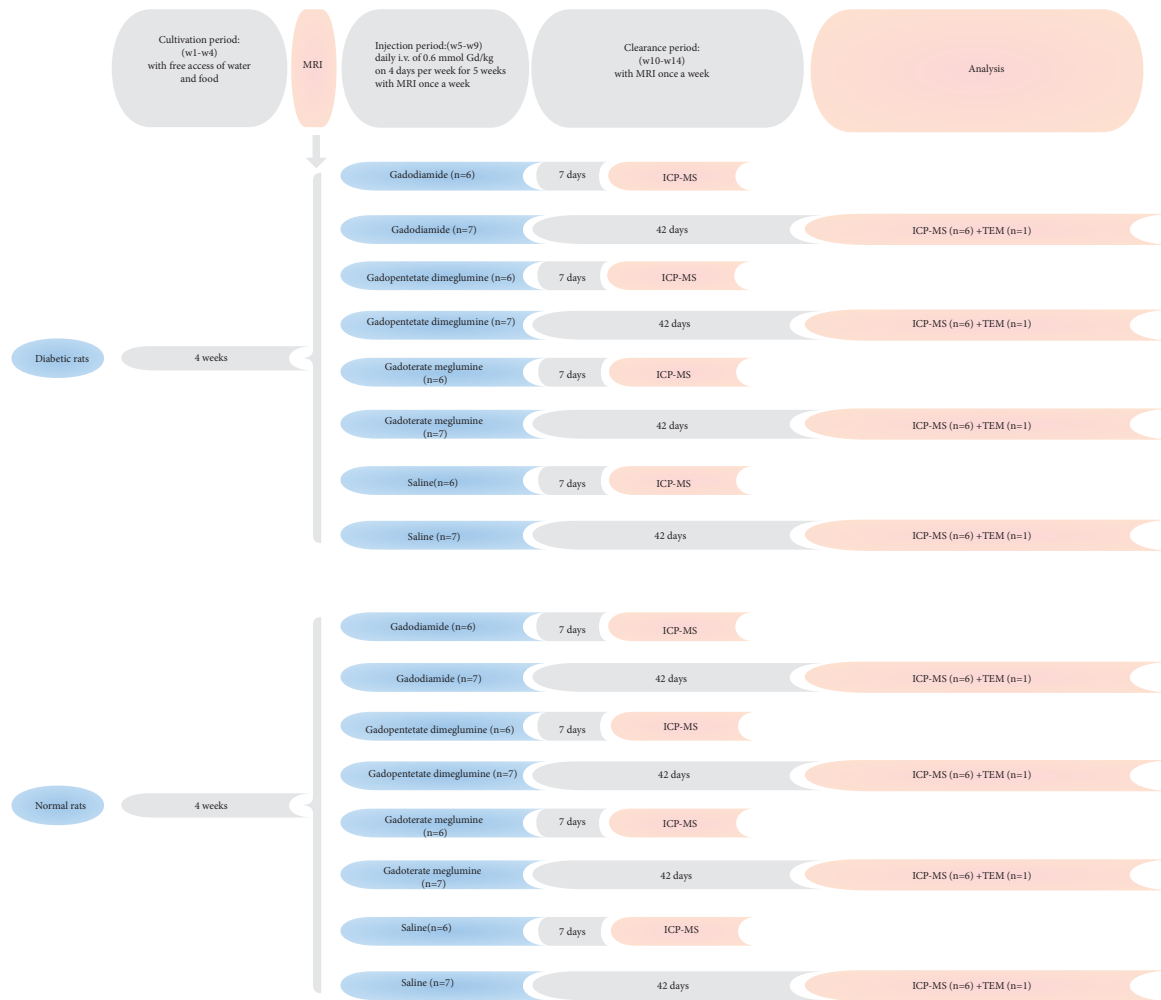 Cultivation period:
(w1-w4)
with free access of water
and food
MRI
Injection period:(w5-w9)
daily i.v. of 0.6 mmol Gd/kg
on 4 days per week for 5 weeks
with MRI once a week
Clearance period:
(w10-w14)
with MRI once a week
Analysis
Diabetic rats
4 weeks
Gadodiamide (n=6)
7 days
ICP-MS
Gadodiamide (n=7)
42 days
ICP-MS (n=6) +TEM (n=1)
Gadopentetate dimeglumine (n=6)
7 days
ICP-MS
Gadopentetate dimeglumine (n=7)
42 days
ICP-MS (n=6) +TEM (n=1)
Gadoterate meglumine
(n=6)
7 days
ICP-MS
Gadoterate meglumine
(n=7)
42 days
ICP-MS (n=6) +TEM (n=1)
Saline(n=6)
7 days
ICP-MS
Saline (n=7)
42 days
ICP-MS (n=6) +TEM (n=1)
Normal rats
4 weeks
Gadodiamide (n=6)
7 days
ICP-MS
Gadodiamide (n=7)
42 days
ICP-MS (n=6) +TEM (n=1)
Gadopentetate dimeglumine (n=6)
7 days
ICP-MS
Gadopentetate dimeglumine (n=7)
42 days
ICP-MS (n=6) +TEM (n=1)
Gadoterate meglumine
(n=6)
7 days
ICP-MS
Gadoterate meglumine
(n=7)
42 days
ICP-MS (n=6) +TEM (n=1)
Saline(n=6)
7 days
ICP-MS
Saline (n=7)
42 days
ICP-MS (n=6) +TEM (n=1)